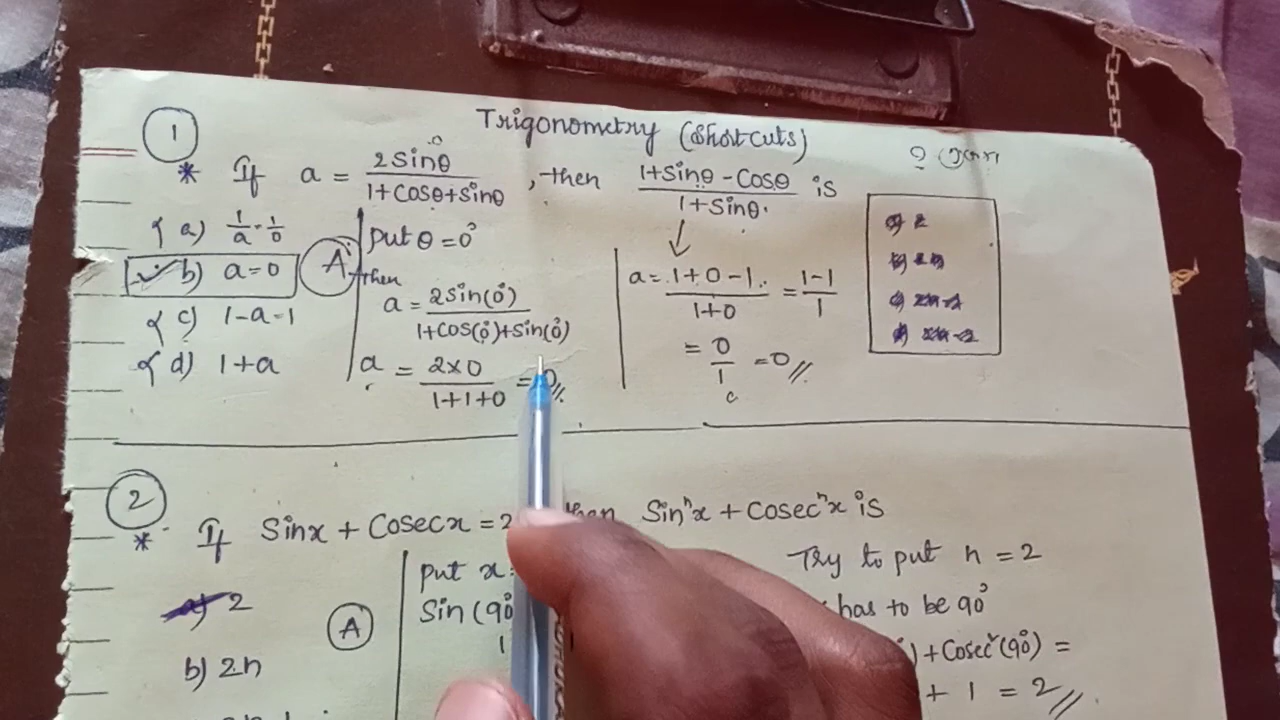 Trigonometry (Shortcuts)
1
* If a = 2Sinθ / 1+Cosθ+Sinθ , then 1+Sinθ-Cosθ / 1+Sinθ is
a) 1/a = 1/0
b) a=0
c) 1-a=1
d) 1+a
A
Put θ=0°
then
a = 2Sin(0°) / 1+Cos(0°)+Sin(0°)
a = 2×0 / 1+1+0 = 0//
a = 1+0-1 / 1+0 = 1-1 / 1
= 0/1 = 0//
2
* If Sinx + Cosecx = 2 then Sinⁿx + Cosecⁿx is
a) 2
b) 2n
A
Put x
Sin(90°
1
Try to put n = 2
has to be 90°
) + Cosec²(90°) =
+ 1 = 2//